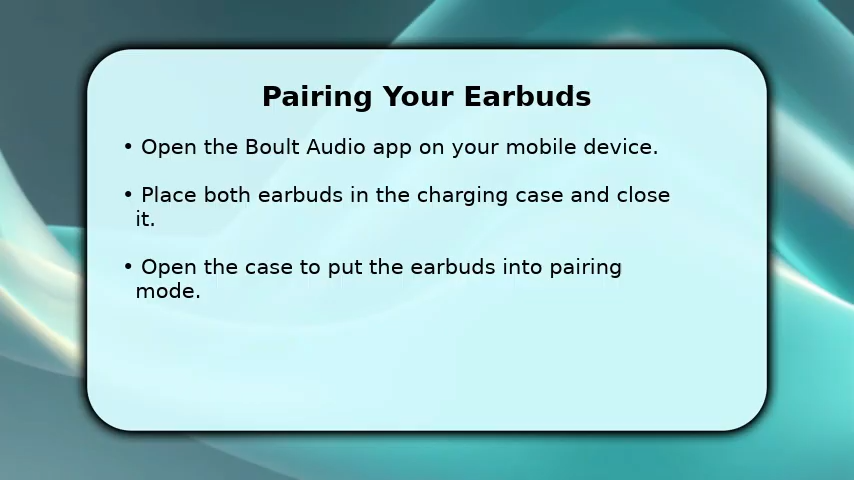 Pairing Your Earbuds
• Open the Boult Audio app on your mobile device.
• Place both earbuds in the charging case and close
it.
• Open the case to put the earbuds into pairing
mode.